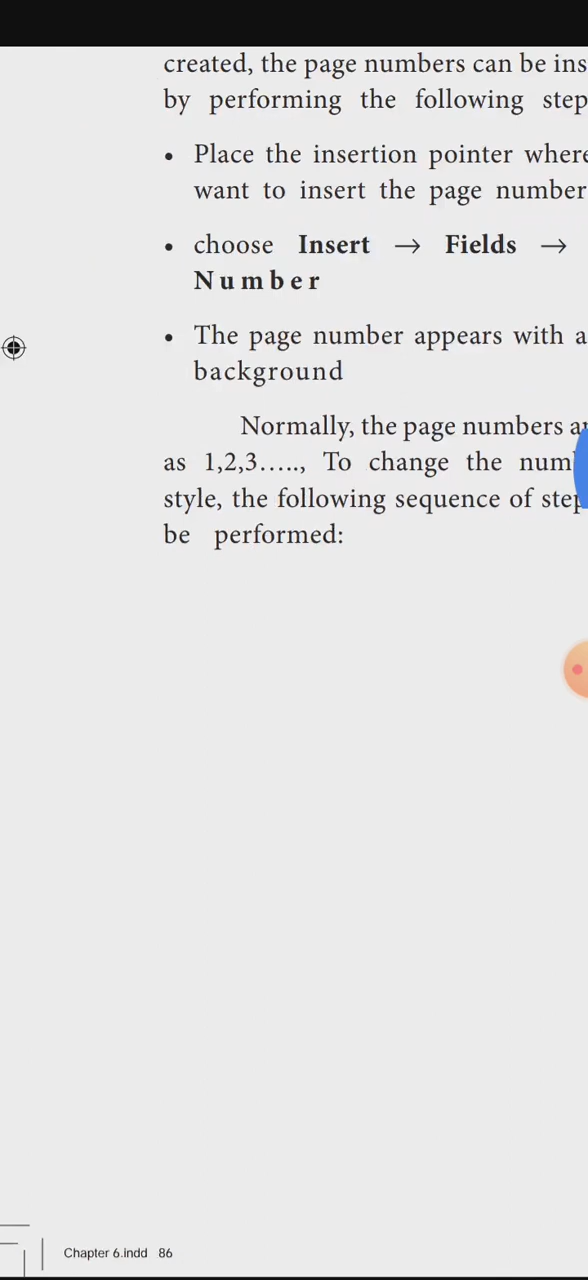 created, the page numbers can be ins
by performing the following step
• Place the insertion pointer where
want to insert the page number
• choose Insert → Fields →
Number
• The page number appears with a
background
Normally, the page numbers ar
as 1,2,3....., To change the num
style, the following sequence of step
be performed:
Chapter 6.indd 86